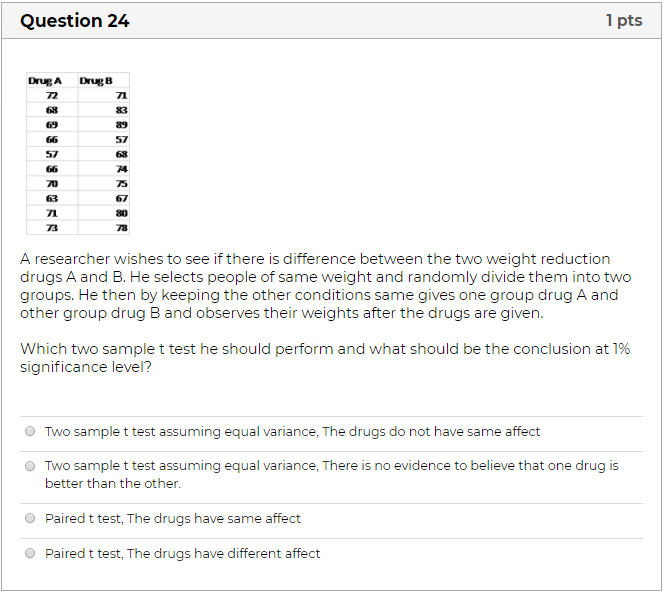 Question 24 1 pts
Drug A Drug B
72 71
68 83
69 89
66 57
57 68
66 74
70 75
63 67
71 80
73 78
A researcher wishes to see if there is difference between the two weight reduction
drugs A and B. He selects people of same weight and randomly divide them into two
groups. He then by keeping the other conditions same gives one group drug A and
other group drug B and observes their weights after the drugs are given.
Which two sample t test he should perform and what should be the conclusion at 1%
significance level?
Two sample t test assuming equal variance, The drugs do not have same affect
Two sample t test assuming equal variance, There is no evidence to believe that one drug is
better than the other.
Paired t test, The drugs have same affect
Paired t test, The drugs have different affect